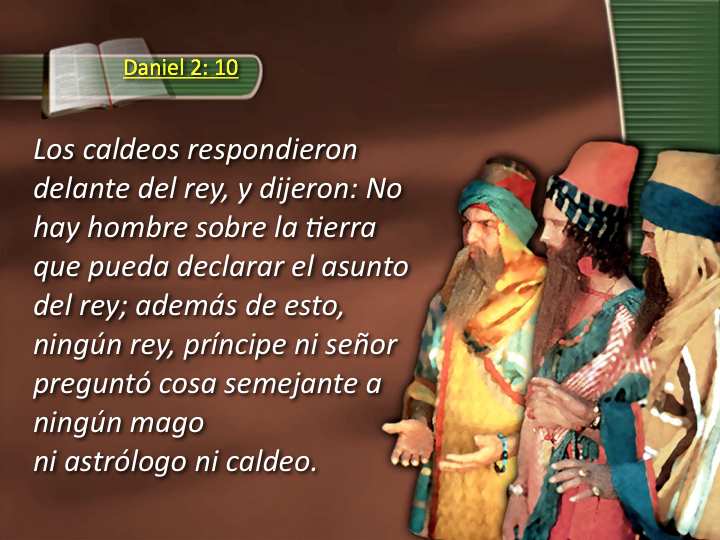 Daniel 2: 10
Los caldeos respondieron
delante del rey, y dijeron: No
hay hombre sobre la tierra
que pueda declarar el asunto
del rey; además de esto,
ningún rey, príncipe ni señor
preguntó cosa semejante a
ningún mago
ni astrólogo ni caldeo.